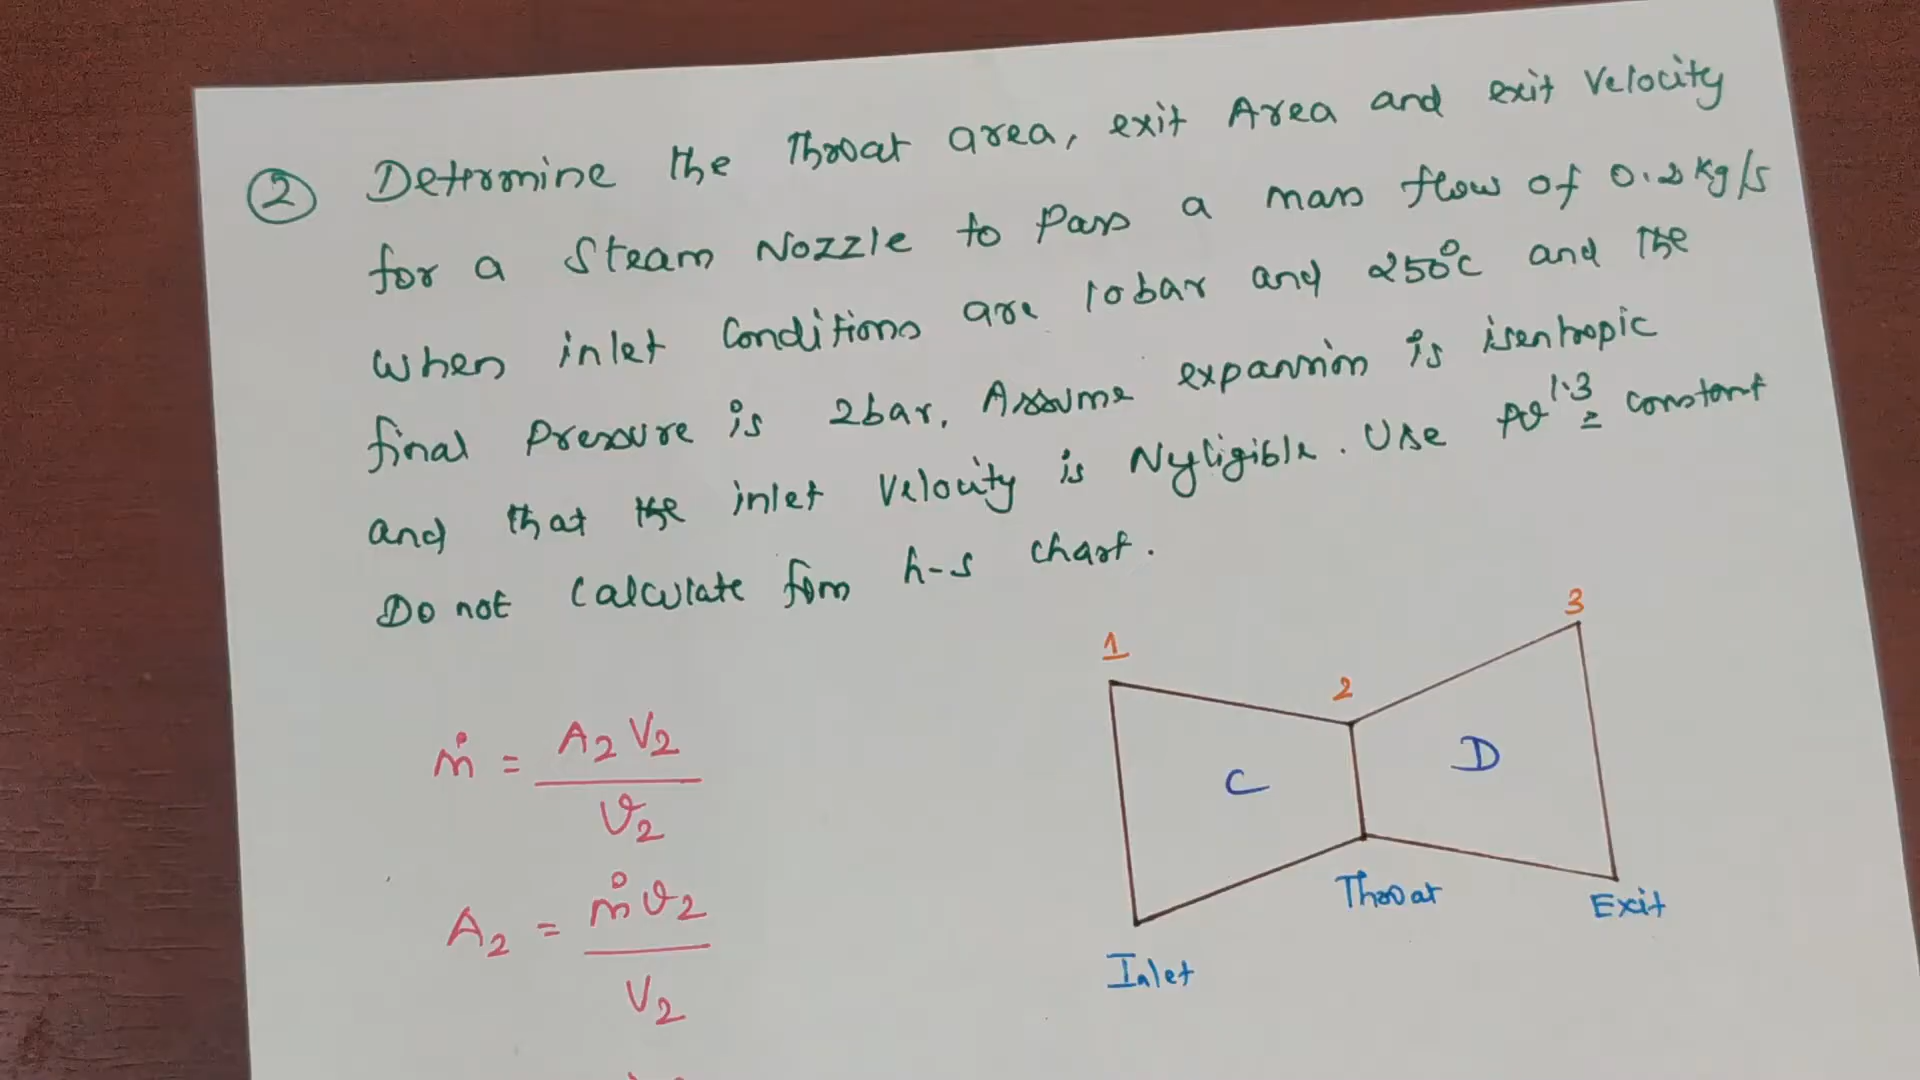 ② Determine the Throat area, exit Area and exit Velocity
for a Steam Nozzle to Pass a mass flow of 0.2 kg/s
when inlet Conditions are 10bar and 250°C and the
final Pressure is 2bar, Assume expansion is isentropic
and that the inlet Velocity is Negligible. Use pv^1.3 = constant
Do not Calculate from h-s chart.
1
2
3
C
D
Throat
Exit
Inlet
ṁ = A2 V2 / v2
A2 = ṁ v2 / V2